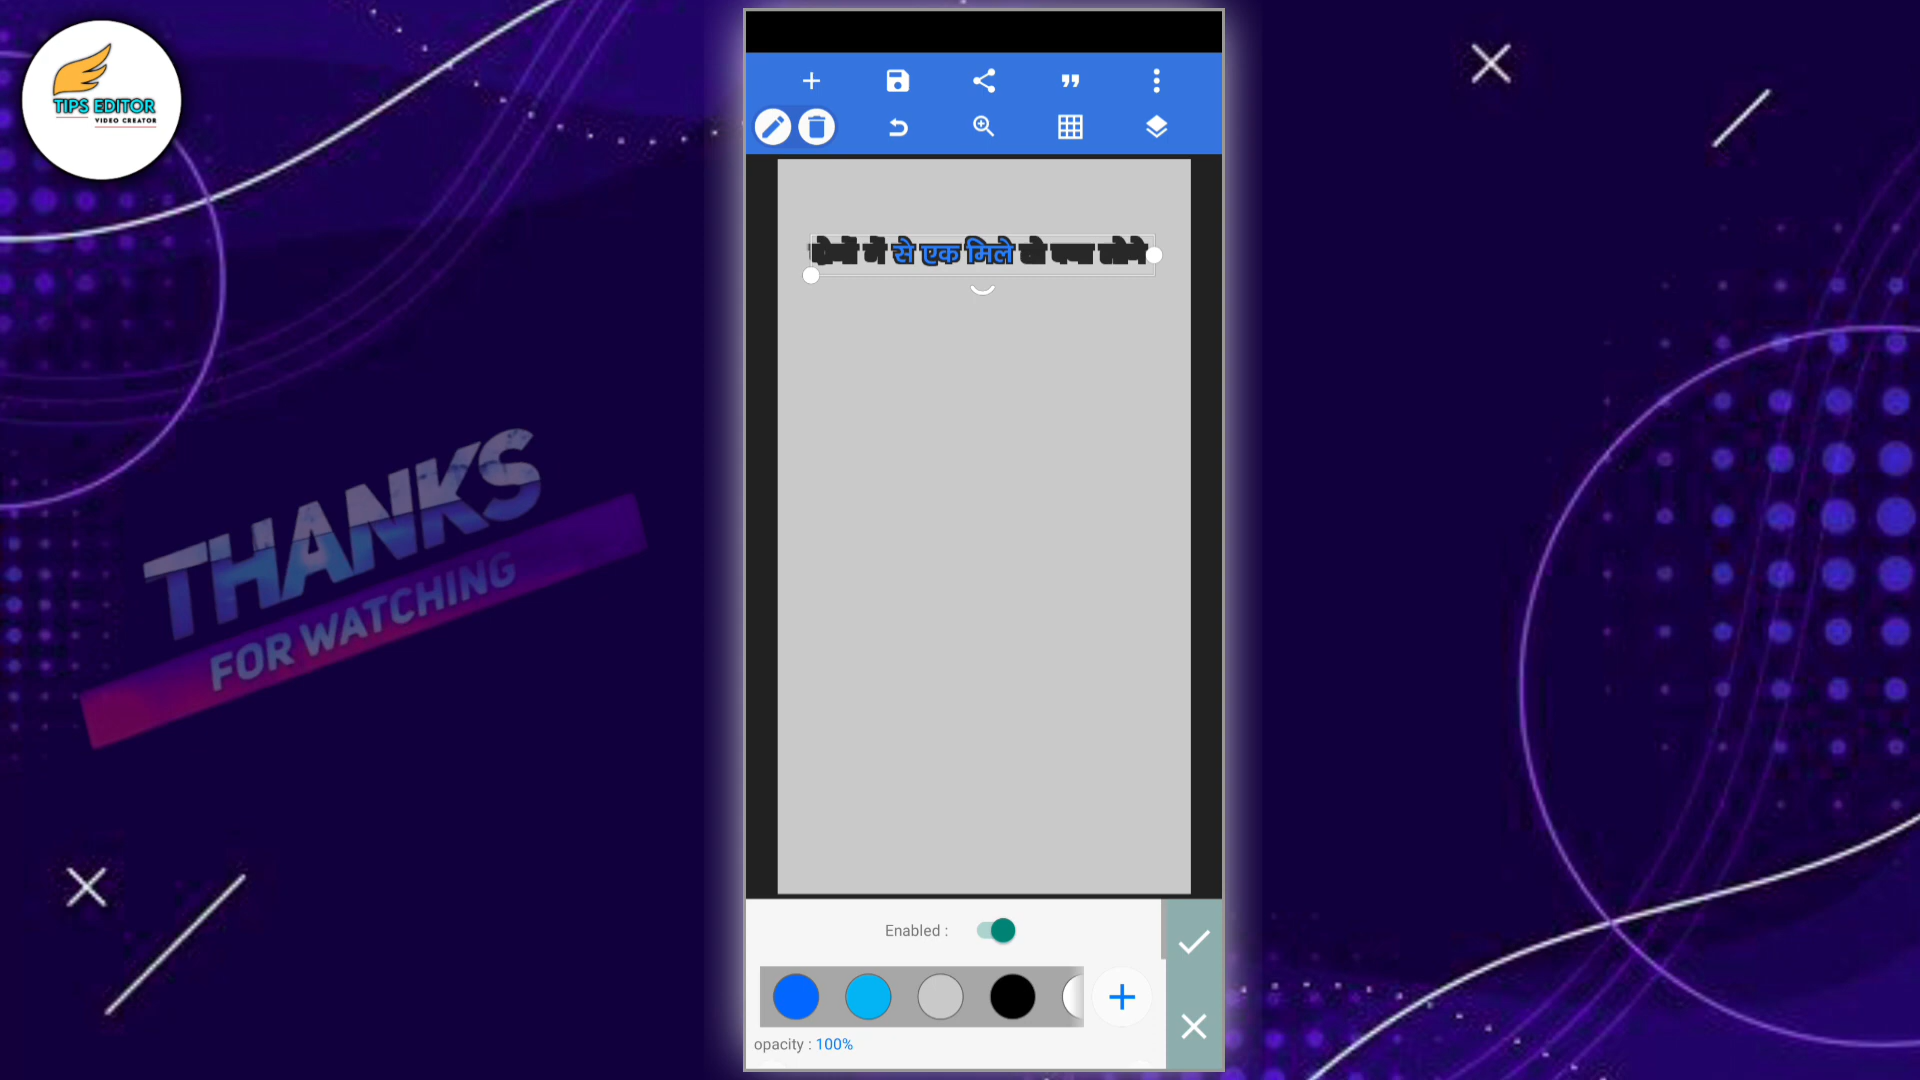 TIPS EDITOR
VIDEO CREATOR
में से एक मिले तो क्या लोगे
THANKS
FOR WATCHING
Enabled :
opacity : 100%